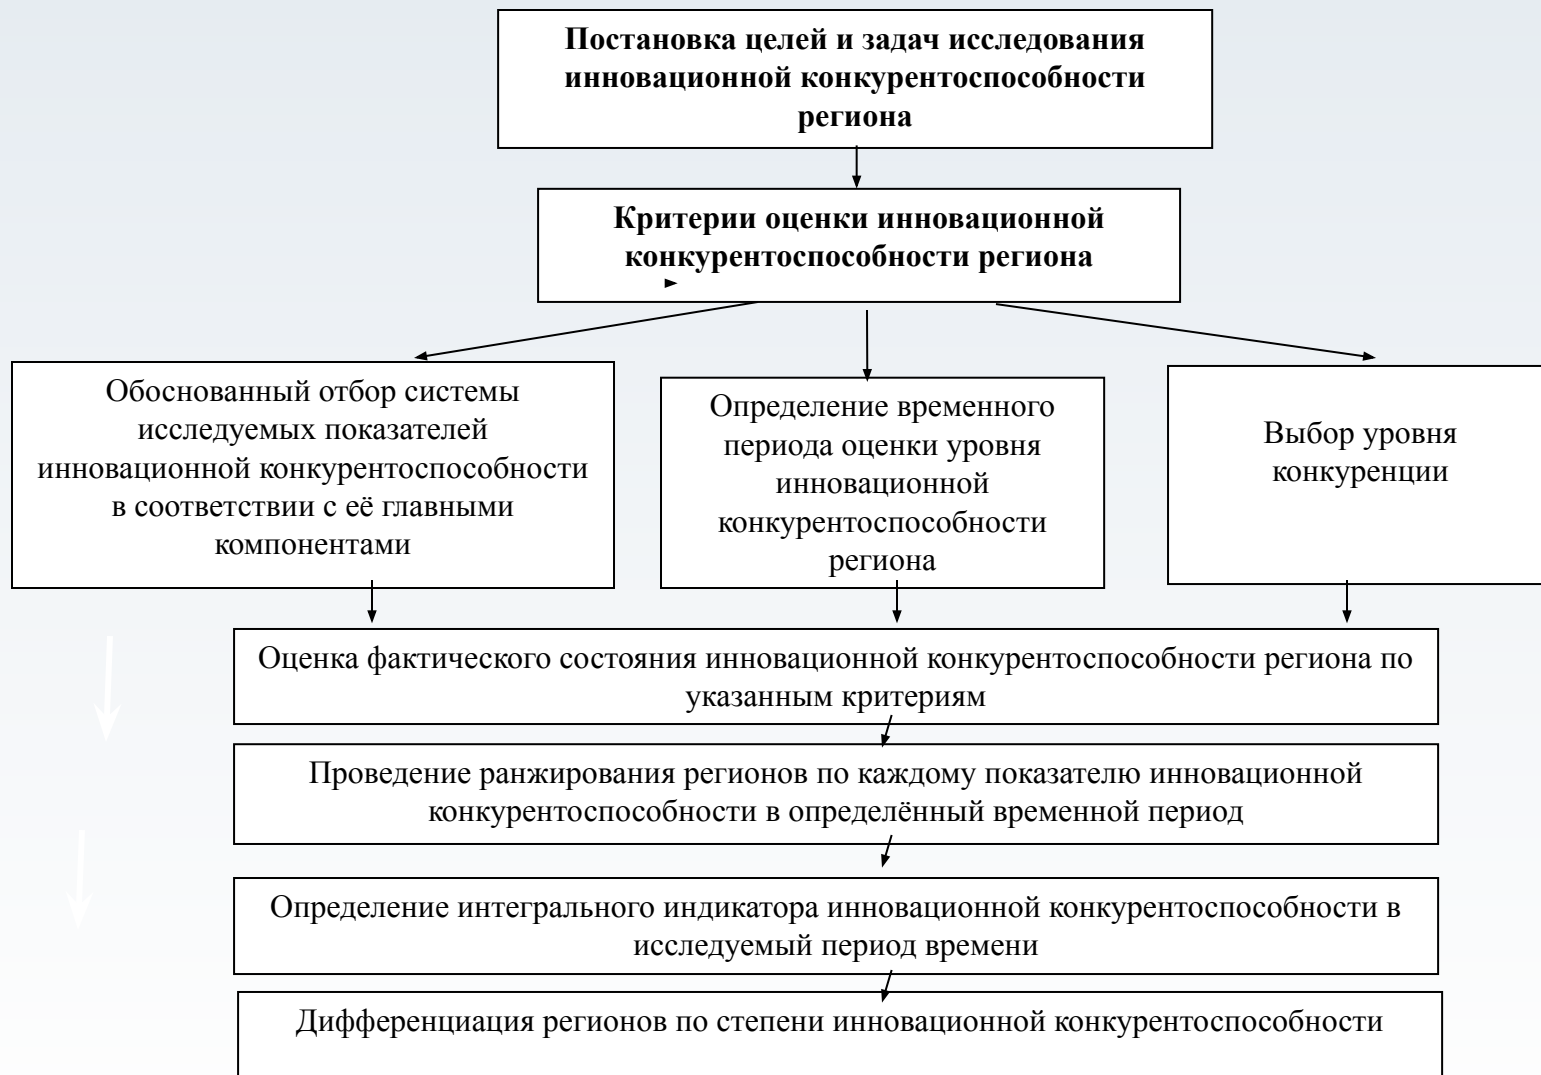 Постановка целей и задач исследования
инновационной конкурентоспособности
региона
Критерии оценки инновационной
конкурентоспособности региона
Обоснованный отбор системы
исследуемых показателей
инновационной конкурентоспособности
в соответствии с её главными
компонентами
Определение временного
периода оценки уровня
инновационной
конкурентоспособности
региона
Выбор уровня
конкуренции
Оценка фактического состояния инновационной конкурентоспособности региона по
указанным критериям
Проведение ранжирования регионов по каждому показателю инновационной
конкурентоспособности в определённый временной период
Определение интегрального индикатора инновационной конкурентоспособности в
исследуемый период времени
Дифференциация регионов по степени инновационной конкурентоспособности